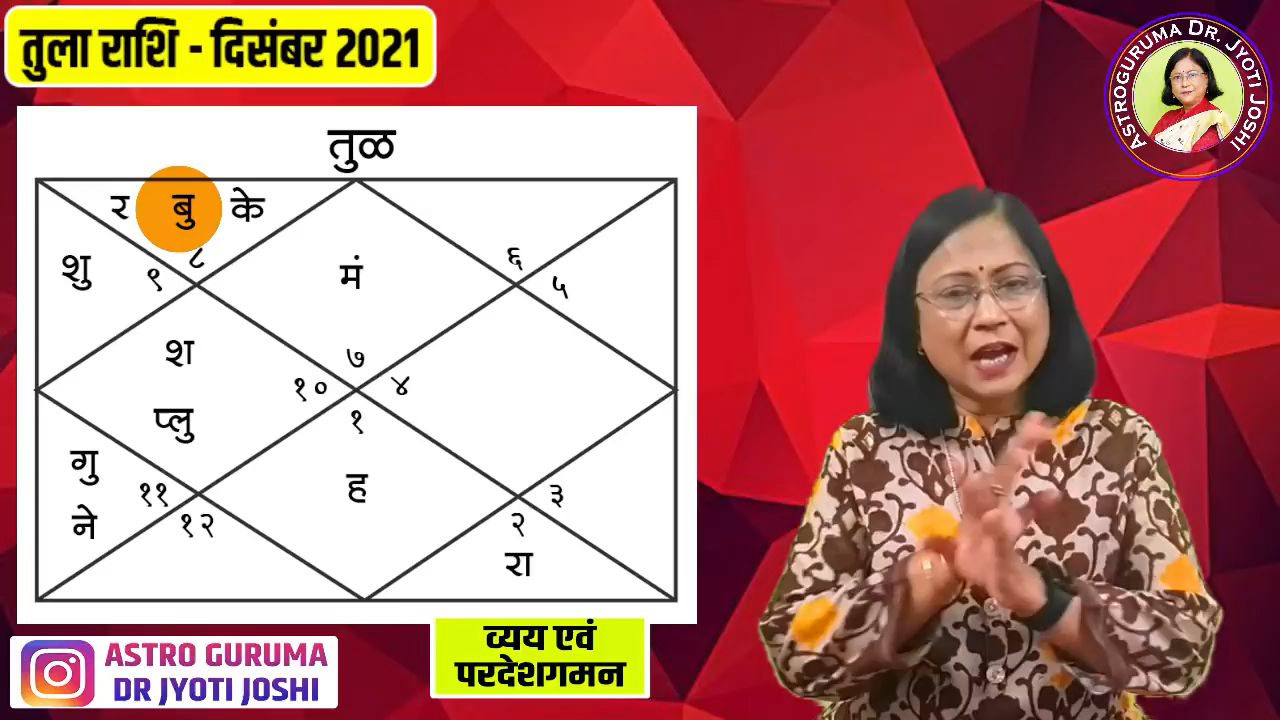 तुला राशि - दिसंबर 2021
ASTROGURUMA DR. JYOTI JOSHI
तुळ
र बु के
शु
९ ८
मं
६
५
श
प्लु
७
१० ४
१
गु
ने
११
१२
ह
३
२
रा
व्यय एवं
परदेशगमन
ASTRO GURUMA
DR JYOTI JOSHI